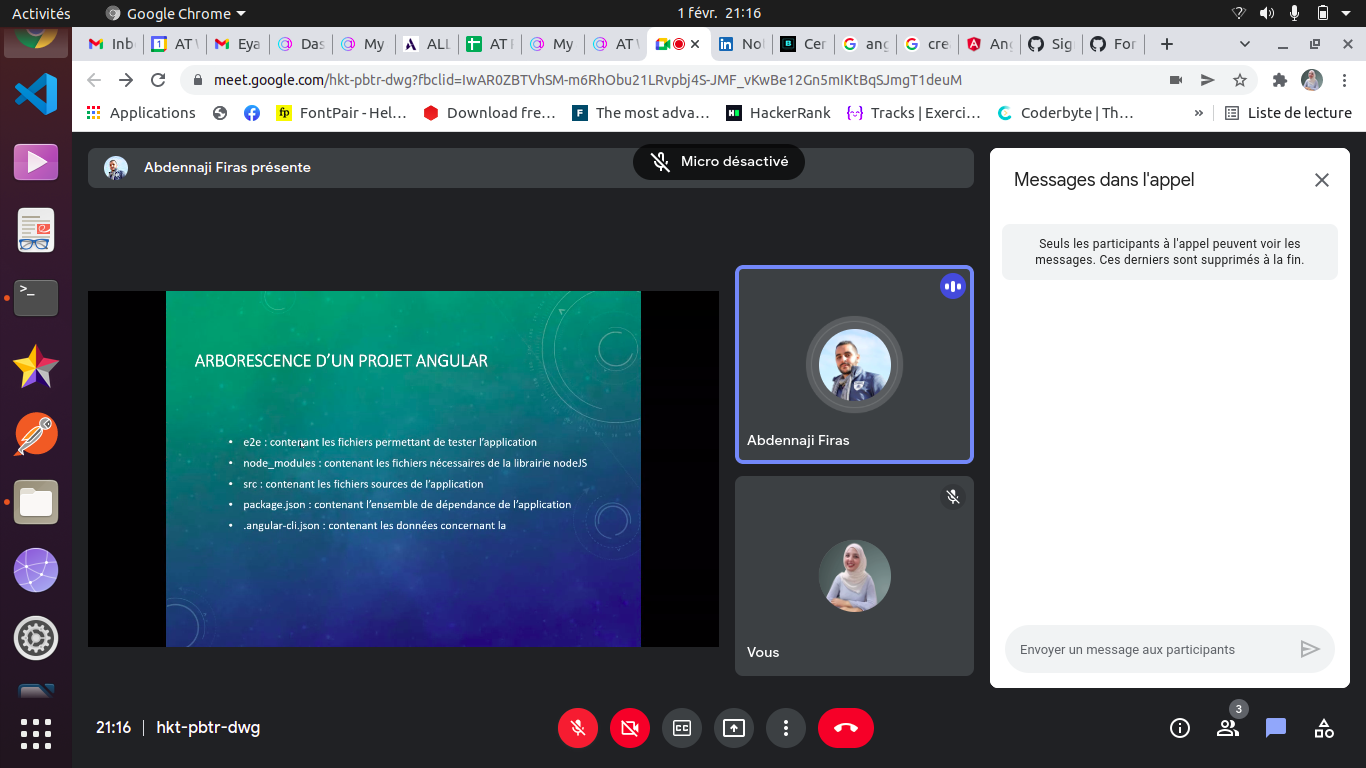 Activités
Google Chrome
1 févr. 21:16
Inb
1
AT W
Eya
Das
My
ALL
AT F
My
AT W
Nol
Cer
ang
cre
Ang
Sig
For
meet.google.com/hkt-pbtr-dwg?fbclid=IwAR0ZBTVhSM-m6RhObu21LRvpbj4S-JMF_vKwBe12Gn5mIKtBqSJmgT1deuM
Applications
fp
FontPair - Hel…
Download fre…
F
The most adva…
HackerRank
Tracks | Exerci…
Coderbyte | Th…
»
Liste de lecture
Abdennaji Firas présente
Micro désactivé
ARBORESCENCE D'UN PROJET ANGULAR
• e2e : contenant les fichiers permettant de tester l'application
• node_modules : contenant les fichiers nécessaires de la librairie nodeJS
• src : contenant les fichiers sources de l'application
• package.json : contenant l'ensemble de dépendance de l'application
• .angular-cli.json : contenant les données concernant la
Abdennaji Firas
Vous
Messages dans l'appel
Seuls les participants à l'appel peuvent voir les
messages. Ces derniers sont supprimés à la fin.
Envoyer un message aux participants
21:16
hkt-pbtr-dwg
CC
3